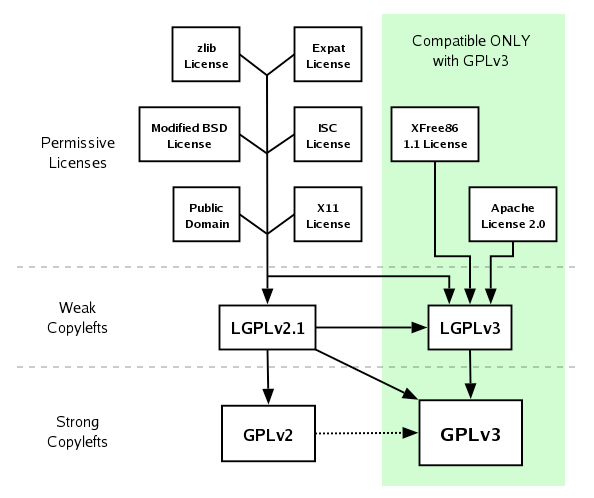 zlib
License
Expat
License
Compatible ONLY
with GPLv3
Permissive
Licenses
Modified BSD
License
ISC
License
XFree86
1.1 License
Public
Domain
X11
License
Apache
License 2.0
Weak
Copylefts
LGPLv2.1
LGPLv3
Strong
Copylefts
GPLv2
GPLv3